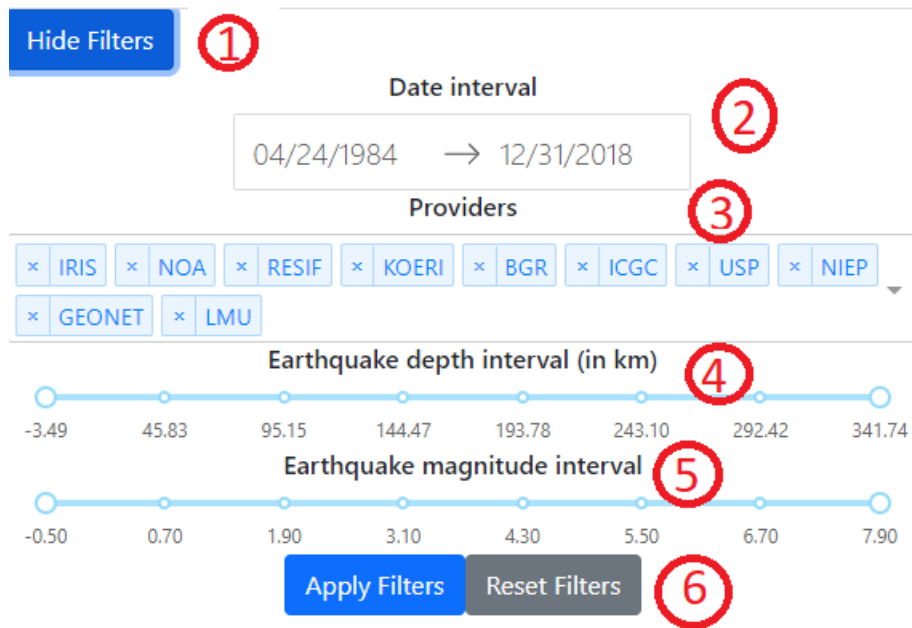 Hide Filters 1
Date interval 2
04/24/1984 → 12/31/2018
Providers 3
× IRIS × NOA × RESIF × KOERI × BGR × ICGC × USP × NIEP
× GEONET × LMU
Earthquake depth interval (in km) 4
-3.49 45.83 95.15 144.47 193.78 243.10 292.42 341.74
Earthquake magnitude interval 5
-0.50 0.70 1.90 3.10 4.30 5.50 6.70 7.90
Apply Filters Reset Filters 6